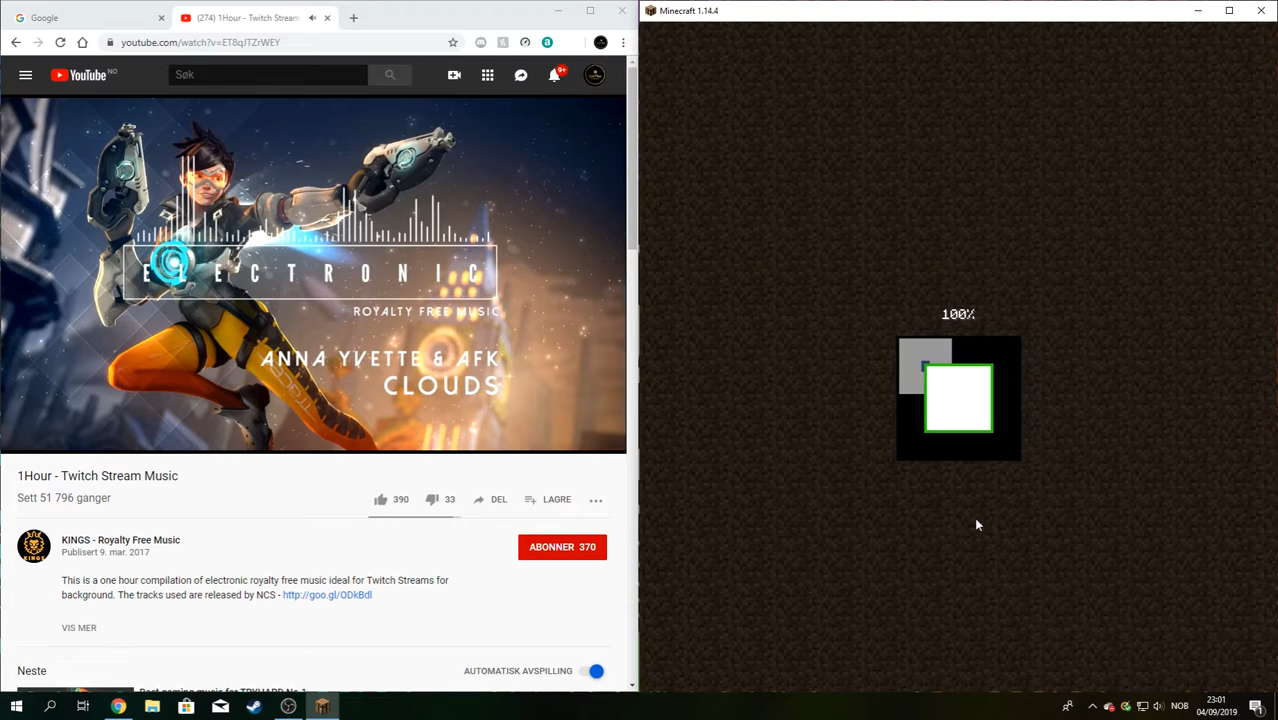 Google
(274) 1Hour - Twitch Stream
Minecraft 1.14.4
youtube.com/watch?v=ET8qJTZrWEY
YouTube NO
Søk
9+
ELECTRONIC
ROYALTY FREE MUSIC
ANNA YVETTE & AFK
CLOUDS
TRACER
100%
1Hour - Twitch Stream Music
Sett 51 796 ganger
390
33
DEL
LAGRE
KINGS - Royalty Free Music
Publisert 9. mar. 2017
ABONNER 370
KINGS
This is a one hour compilation of electronic royalty free music ideal for Twitch Streams for
background. The tracks used are released by NCS - http://goo.gl/ODkBdl
VIS MER
Neste
AUTOMATISK AVSPILLING
NOB
23:01
04/09/2019